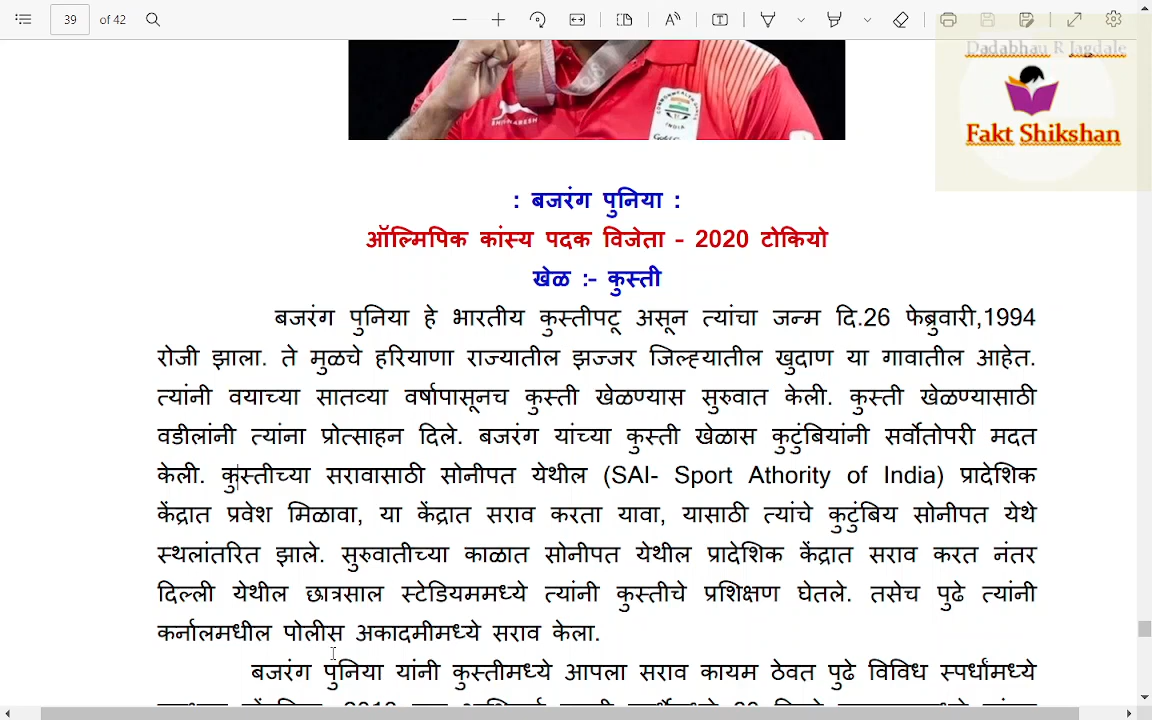 39 of 42
Dadabhau R Jagdale
Fakt Shikshan
: बजरंग पुनिया :
ऑल्मिपिक कांस्य पदक विजेता - 2020 टोकियो
खेळ :- कुस्ती
बजरंग पुनिया हे भारतीय कुस्तीपटू असून त्यांचा जन्म दि.26 फेब्रुवारी,1994
रोजी झाला. ते मुळचे हरियाणा राज्यातील झज्जर जिल्ह्यातील खुदाण या गावातील आहेत.
त्यांनी वयाच्या सातव्या वर्षापासूनच कुस्ती खेळण्यास सुरुवात केली. कुस्ती खेळण्यासाठी
वडीलांनी त्यांना प्रोत्साहन दिले. बजरंग यांच्या कुस्ती खेळास कुटुंबियांनी सर्वोतोपरी मदत
केली. कुस्तीच्या सरावासाठी सोनीपत येथील (SAI- Sport Athority of India) प्रादेशिक
केंद्रात प्रवेश मिळावा, या केंद्रात सराव करता यावा, यासाठी त्यांचे कुटुंबिय सोनीपत येथे
स्थलांतरित झाले. सुरुवातीच्या काळात सोनीपत येथील प्रादेशिक केंद्रात सराव करत नंतर
दिल्ली येथील छात्रसाल स्टेडियममध्ये त्यांनी कुस्तीचे प्रशिक्षण घेतले. तसेच पुढे त्यांनी
कर्नालमधील पोलीस अकादमीमध्ये सराव केला.
बजरंग पुनिया यांनी कुस्तीमध्ये आपला सराव कायम ठेवत पुढे विविध स्पर्धांमध्ये